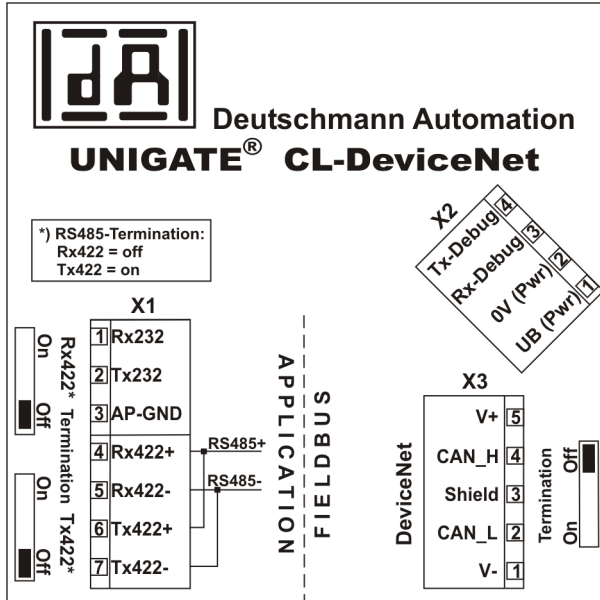 dA
Deutschmann Automation
UNIGATE® CL-DeviceNet
*) RS485-Termination:
Rx422 = off
Tx422 = on
X2
Tx-Debug 4
Rx-Debug 3
0V (Pwr) 2
UB (Pwr) 1
X1
1 Rx232
2 Tx232
3 AP-GND
4 Rx422+
5 Rx422-
6 Tx422+
7 Tx422-
RS485+
RS485-
On
Off
Rx422* Termination Tx422*
On
Off
APPLICATION
FIELDBUS
X3
V+ 5
CAN_H 4
Shield 3
CAN_L 2
V- 1
DeviceNet
Termination
Off
On